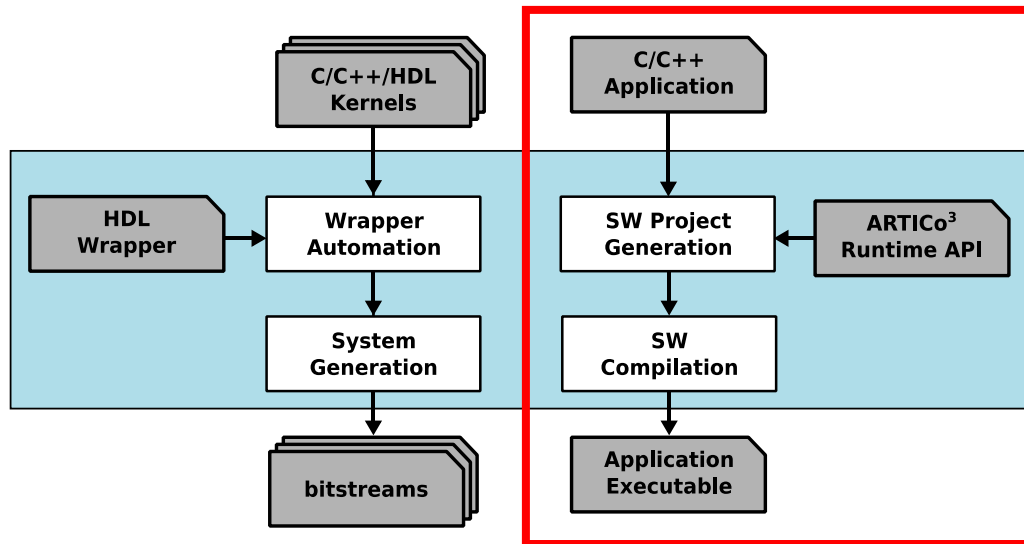 C/C++/HDL
Kernels
C/C++
Application
HDL
Wrapper
Wrapper
Automation
SW Project
Generation
ARTICo³
Runtime API
System
Generation
SW
Compilation
bitstreams
Application
Executable